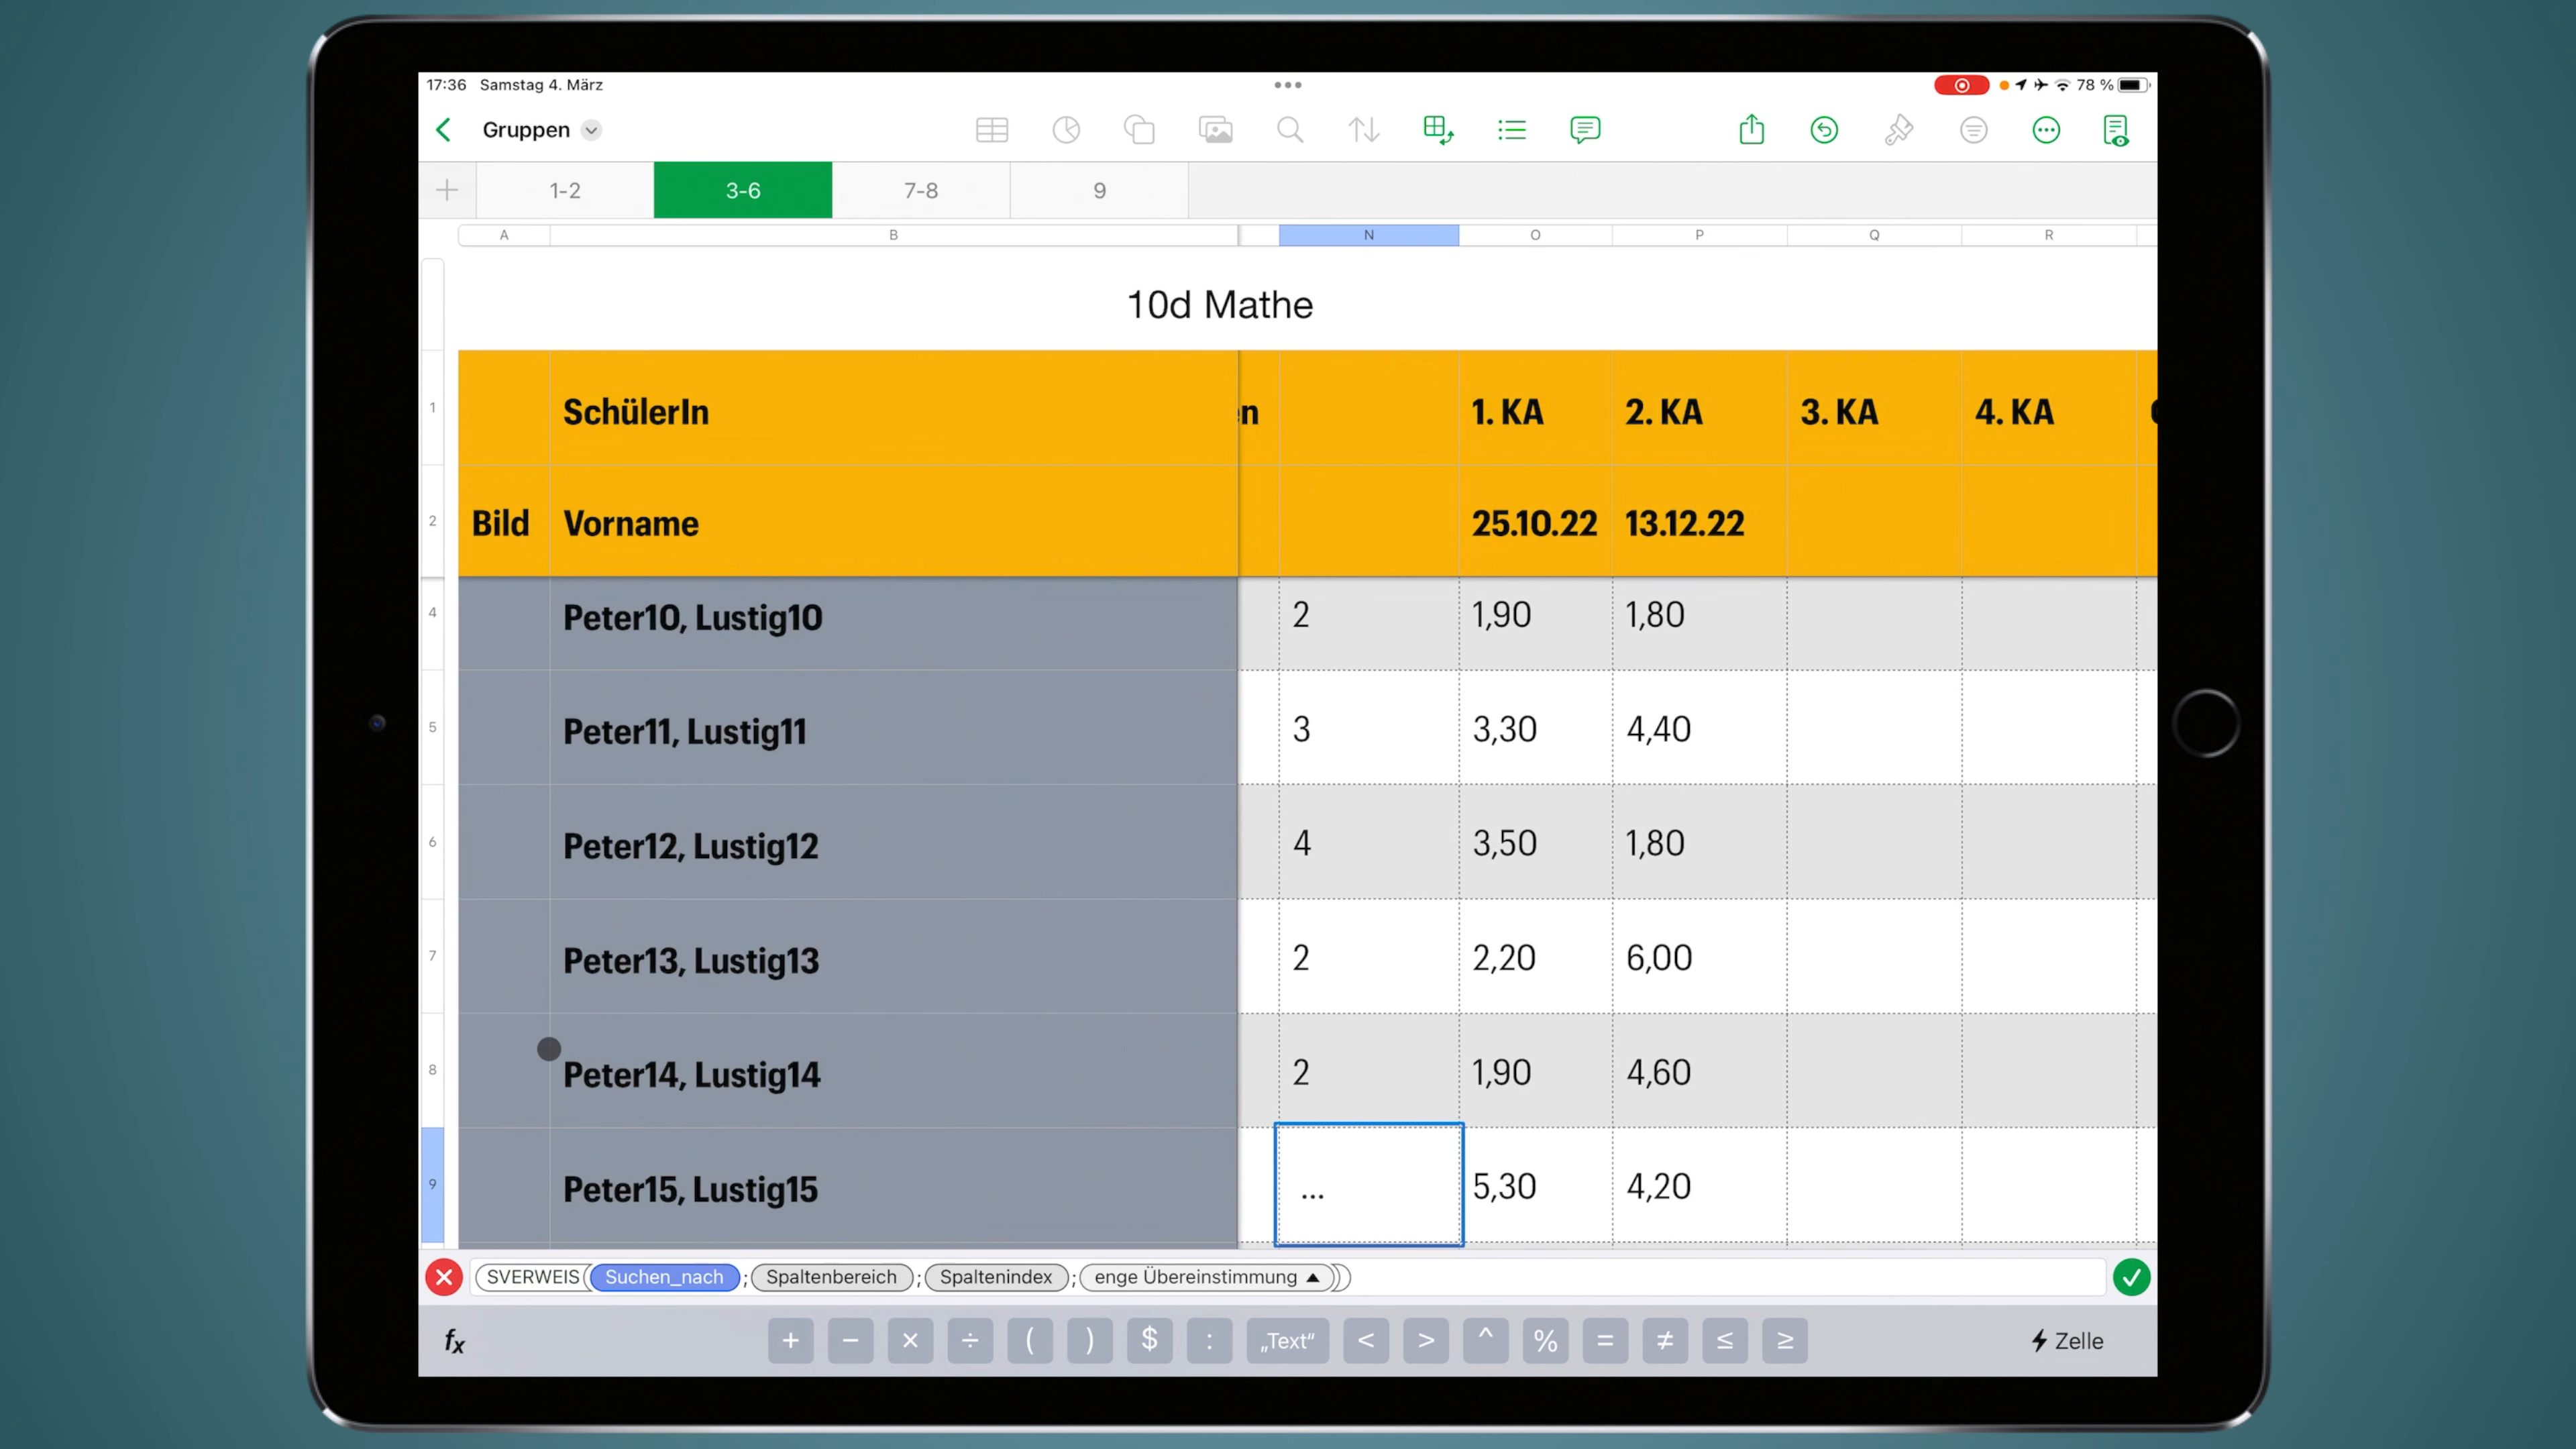 17:36 Samstag 4. März 78 %
Gruppen
1-2 3-6 7-8 9
A B N O P Q R
10d Mathe
1 SchülerIn n 1. KA 2. KA 3. KA 4. KA
2 Bild Vorname 25.10.22 13.12.22
4 Peter10, Lustig10 2 1,90 1,80
5 Peter11, Lustig11 3 3,30 4,40
6 Peter12, Lustig12 4 3,50 1,80
7 Peter13, Lustig13 2 2,20 6,00
8 Peter14, Lustig14 2 1,90 4,60
9 Peter15, Lustig15 ... 5,30 4,20
SVERWEIS( Suchen_nach ; Spaltenbereich ; Spaltenindex ; enge Übereinstimmung ▲ )
fx + − × ÷ ( ) $ : „Text“ < > ^ % = ≠ ≤ ≥ Zelle